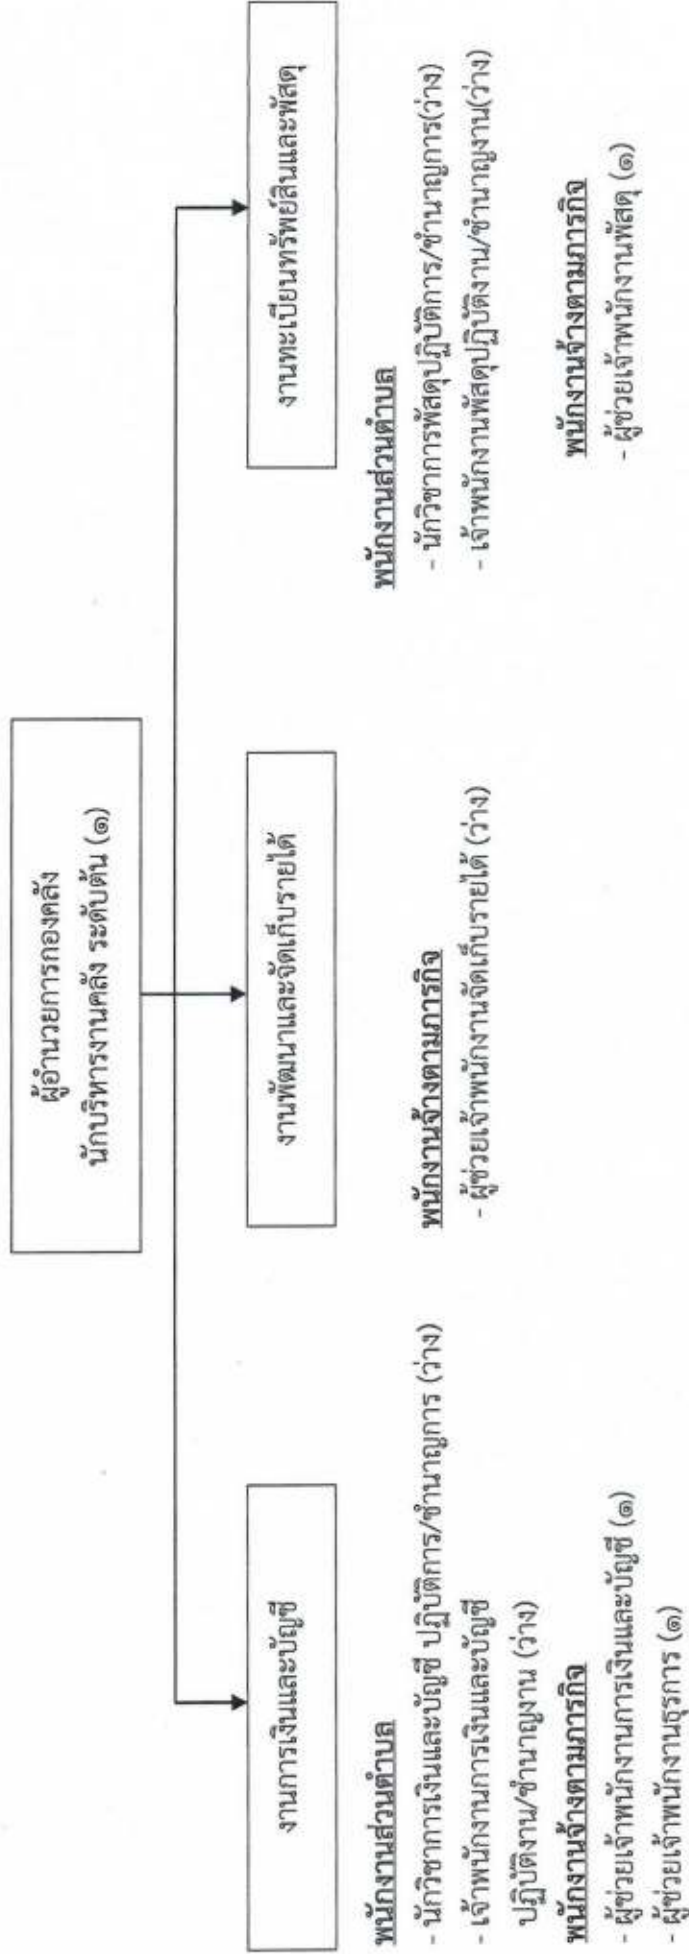 ผู้อำนวยการกองคลัง
นักบริหารงานคลัง ระดับต้น (๑)
งานการเงินและบัญชี
พนักงานส่วนตำบล
- นักวิชาการเงินและบัญชี ปฏิบัติการ/ชำนาญการ (ว่าง)
- เจ้าพนักงานการเงินและบัญชี
ปฏิบัติงาน/ชำนาญงาน (ว่าง)
พนักงานจ้างตามภารกิจ
- ผู้ช่วยเจ้าพนักงานการเงินและบัญชี (๑)
- ผู้ช่วยเจ้าพนักงานธุรการ (๑)
งานพัฒนาและจัดเก็บรายได้
พนักงานจ้างตามภารกิจ
- ผู้ช่วยเจ้าพนักงานจัดเก็บรายได้ (ว่าง)
งานทะเบียนทรัพย์สินและพัสดุ
พนักงานส่วนตำบล
- นักวิชาการพัสดุปฏิบัติการ/ชำนาญการ(ว่าง)
- เจ้าพนักงานพัสดุปฏิบัติงาน/ชำนาญงาน(ว่าง)
พนักงานจ้างตามภารกิจ
- ผู้ช่วยเจ้าพนักงานพัสดุ (๑)